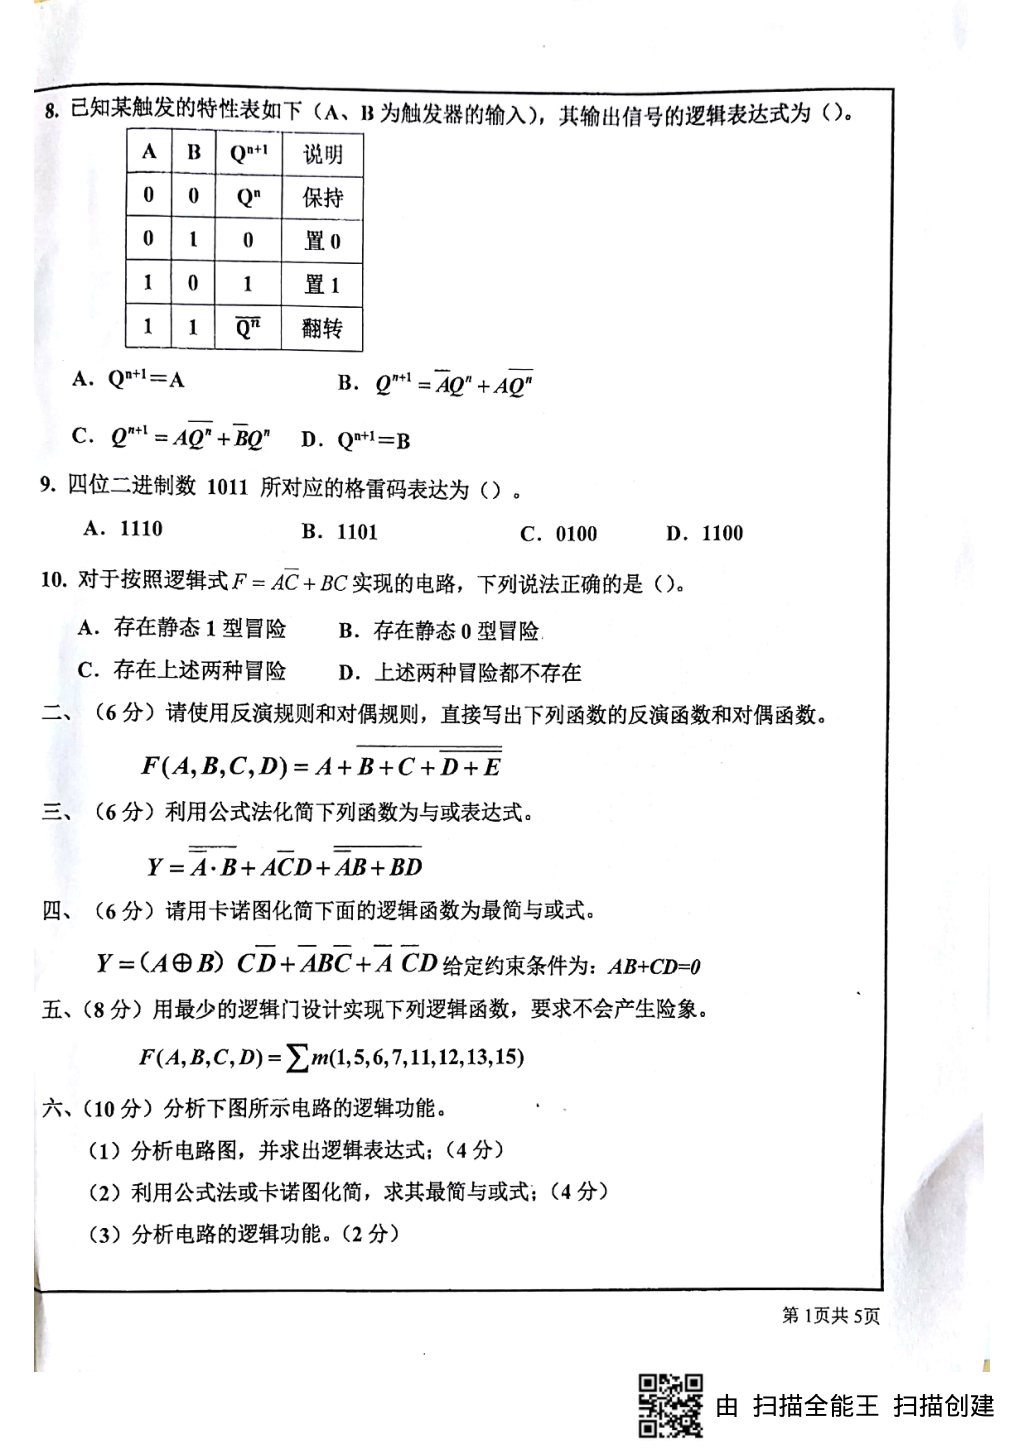 8. 已知某触发的特性表如下（A、B 为触发器的输入），其输出信号的逻辑表达式为（）。
A B Qⁿ⁺¹ 说明
0 0 Qⁿ 保持
0 1 0 置 0
1 0 1 置 1
1 1 Q̅ⁿ̅ 翻转
A. Qⁿ⁺¹＝A B. Qⁿ⁺¹ = A̅Qⁿ + AQ̅ⁿ̅
C. Qⁿ⁺¹ = AQ̅ⁿ̅ + B̅Qⁿ D. Qⁿ⁺¹＝B
9. 四位二进制数 1011 所对应的格雷码表达为（）。
A. 1110 B. 1101 C. 0100 D. 1100
10. 对于按照逻辑式 F = AC̅ + BC 实现的电路，下列说法正确的是（）。
A. 存在静态 1 型冒险 B. 存在静态 0 型冒险
C. 存在上述两种冒险 D. 上述两种冒险都不存在
二、（6 分）请使用反演规则和对偶规则，直接写出下列函数的反演函数和对偶函数。
F(A,B,C,D) = A + \overline{B + C + \overline{\overline{D + E}}}
三、（6 分）利用公式法化简下列函数为与或表达式。
Y = \overline{\overline{\overline{A}·B}} + AC̅D + \overline{\overline{\overline{A}B + BD}}
四、（6 分）请用卡诺图化简下面的逻辑函数为最简与或式。
Y =（A⊕B）CD̅ + A̅BC̅ + A̅ C̅D 给定约束条件为：AB+CD=0
五、（8 分）用最少的逻辑门设计实现下列逻辑函数，要求不会产生险象。
F(A,B,C,D) = ∑m(1,5,6,7,11,12,13,15)
六、（10 分）分析下图所示电路的逻辑功能。
（1）分析电路图，并求出逻辑表达式；（4 分）
（2）利用公式法或卡诺图化简，求其最简与或式；（4 分）
（3）分析电路的逻辑功能。（2 分）
第 1页共 5页
由 扫描全能王 扫描创建